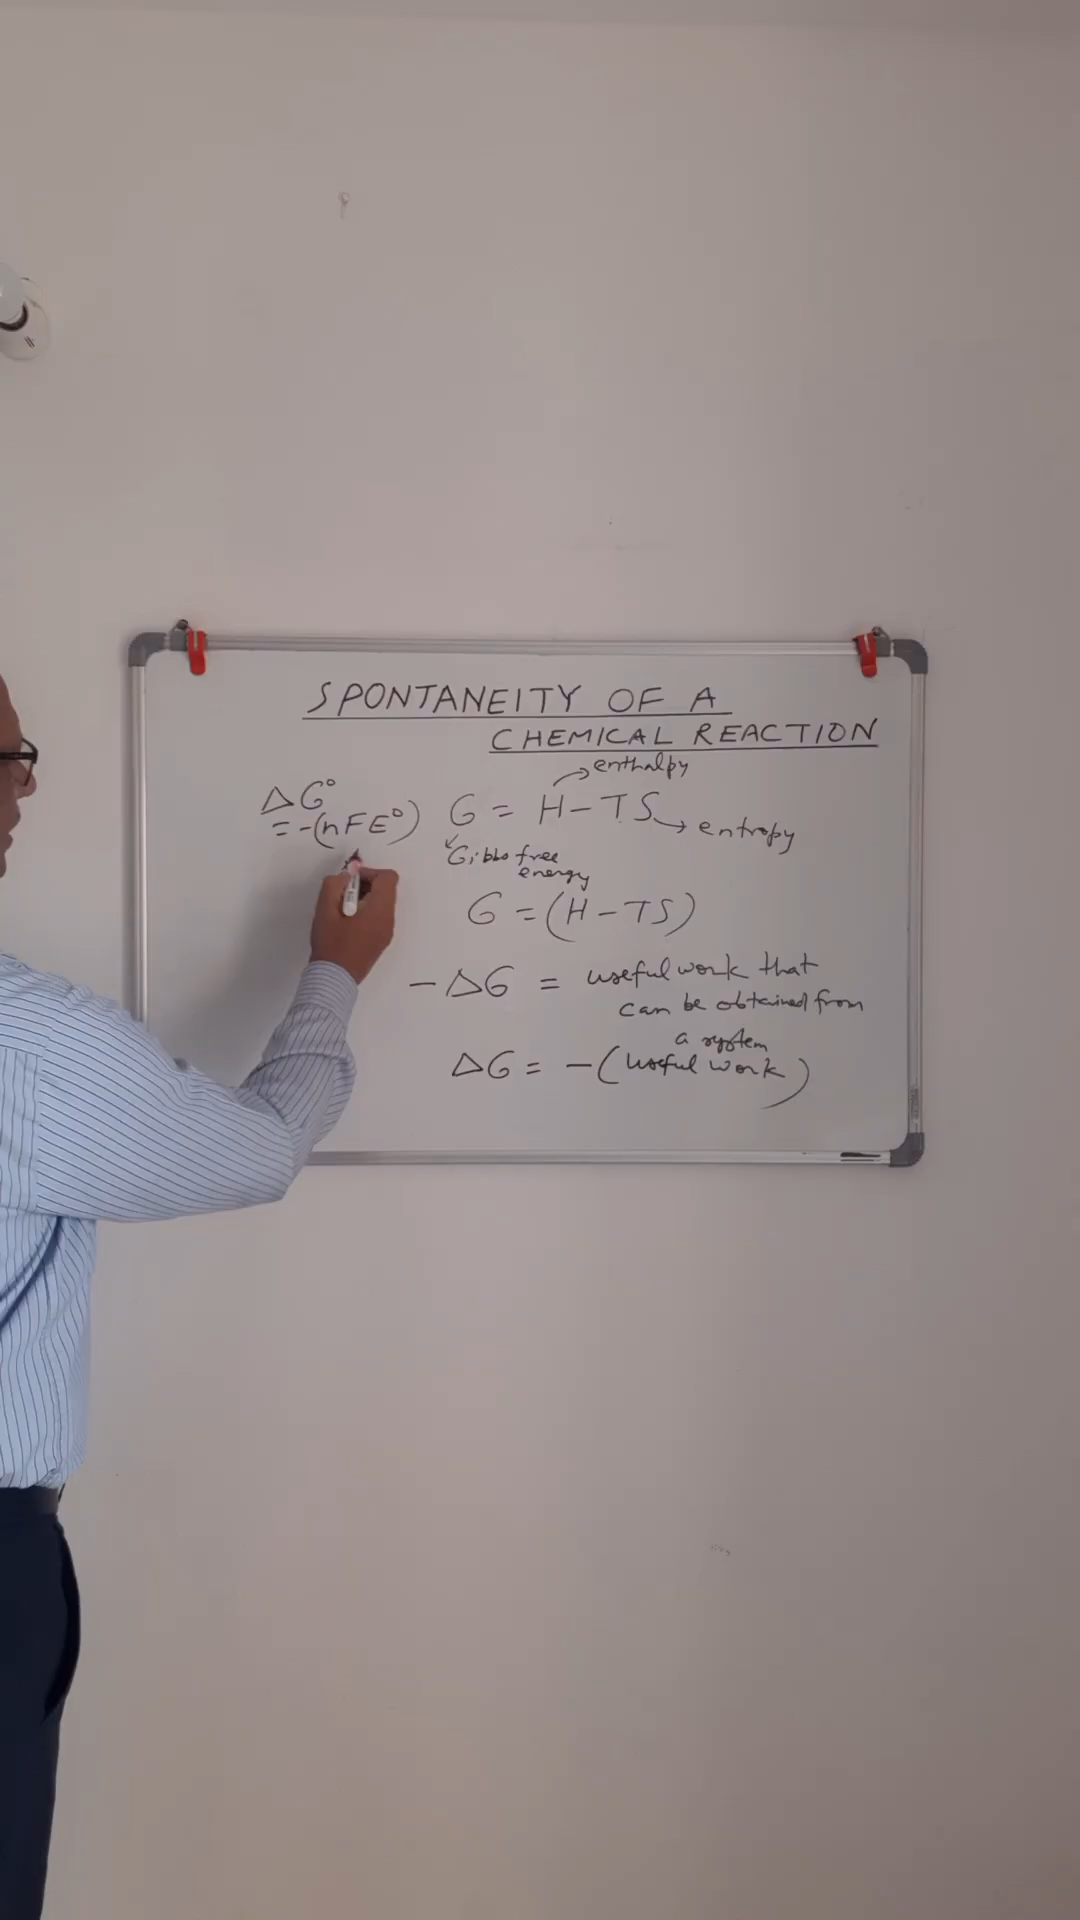 SPONTANEITY OF A
CHEMICAL REACTION
enthalpy
G = H - TS
entropy
Gibbs free
energy
ΔG°
= -(nFE°)
G = (H - TS)
- ΔG = useful work that
can be obtained from
a system
ΔG = - (useful work)